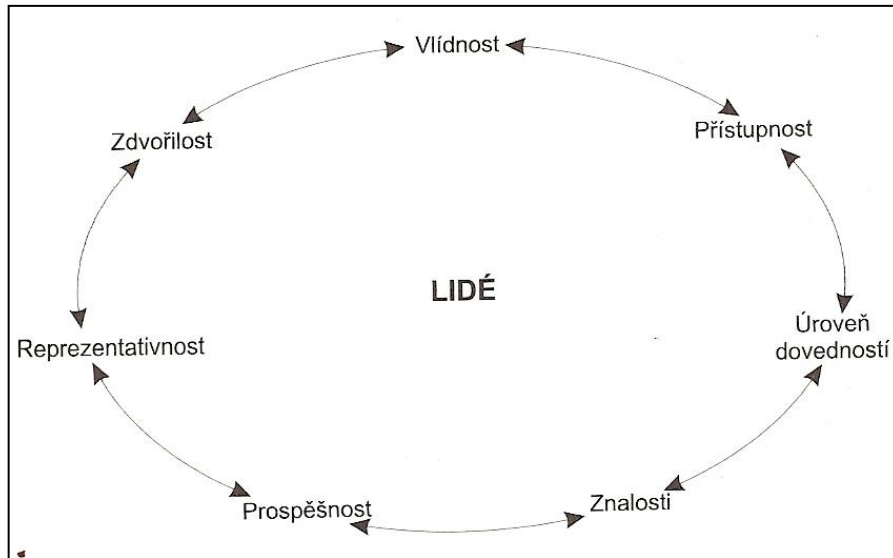 Vlídnost
Přístupnost
Zdvořilost
LIDÉ
Úroveň
dovedností
Reprezentativnost
Znalosti
Prospěšnost